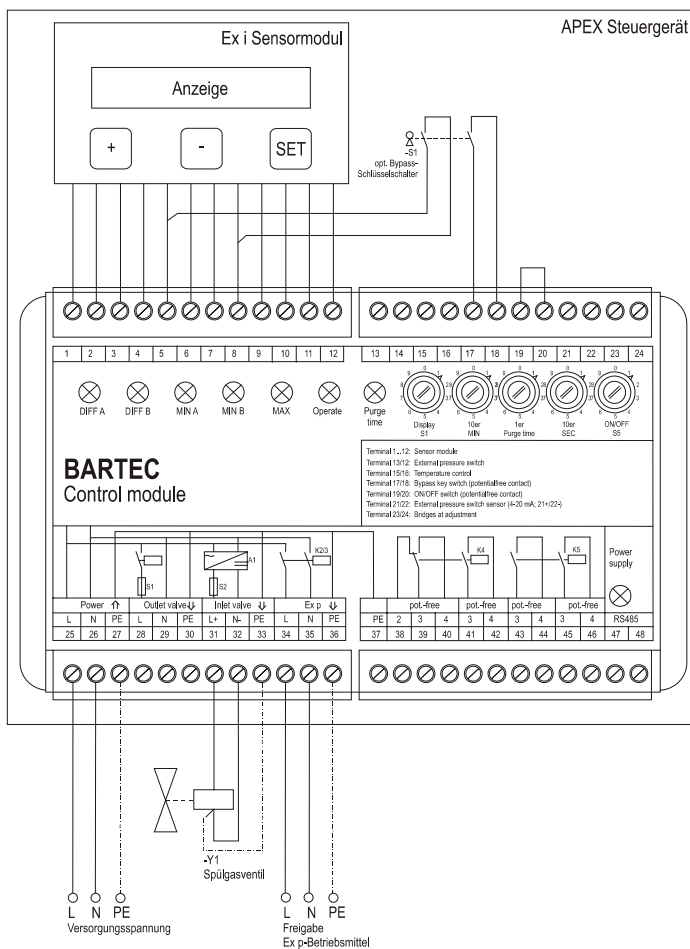 APEX Steuergerät
Ex i Sensormodul
Anzeige
+ - SET
-S1
opt. Bypass-
Schlüsselschalter
1 2 3 4 5 6 7 8 9 10 11 12 13 14 15 16 17 18 19 20 21 22 23 24
DIFF A DIFF B MIN A MIN B MAX Operate Purge time
Display S1
10er MIN
1er Purge time
10er SEC
ON/OFF S5
BARTEC
Control module
Terminal 1...12: Sensor module
Terminal 13/12: External pressure switch
Terminal 15/16: Temperature control
Terminal 17/18: Bypass key switch (potentialfree contact)
Terminal 19/20: ON/OFF switch (potentialfree contact)
Terminal 21/22: External pressure switch sensor (4-20 mA; 21+/22-)
Terminal 23/24: Bridges at adjustment
S1 S2 A1 K2/3 K4 K5
Power supply
Power Outlet valve Inlet valve Ex p pot.-free pot.-free pot.-free pot.-free
L N PE L N PE L+ N- PE L N PE PE 2 3 4 3 4 3 4 3 4 RS485
25 26 27 28 29 30 31 32 33 34 35 36 37 38 39 40 41 42 43 44 45 46 47 48
-Y1
Spülgasventil
L N PE
Versorgungsspannung
L N PE
Freigabe
Ex p-Betriebsmittel